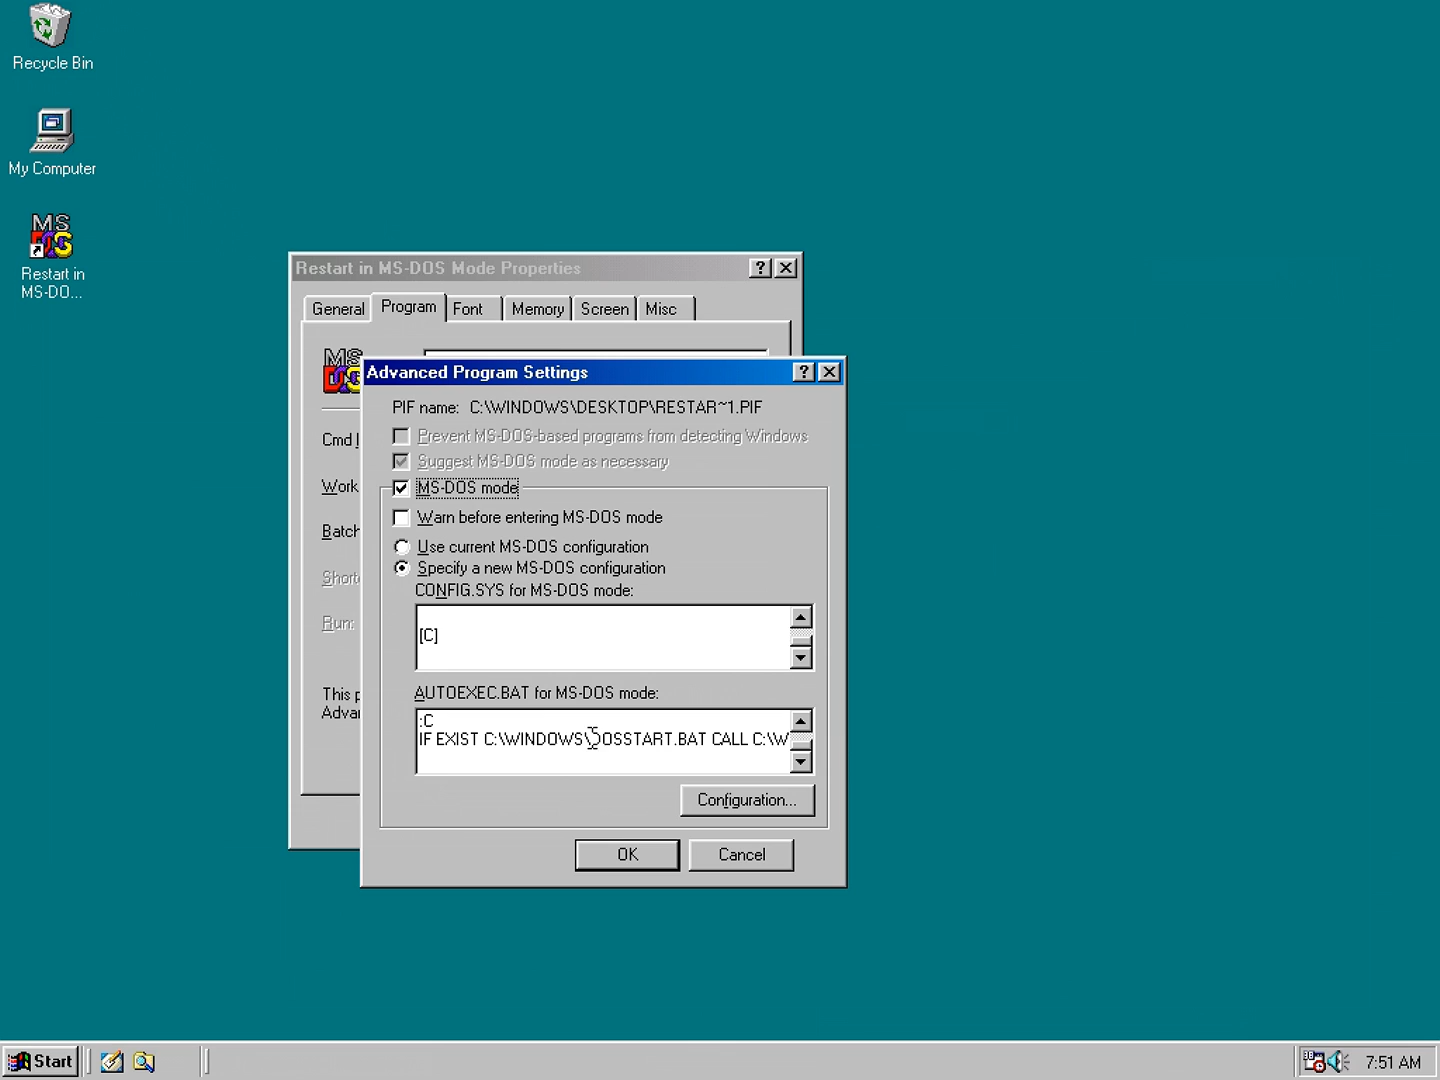 Recycle Bin
My Computer
Restart in
MS-DO...
Restart in MS-DOS Mode Properties
General
Program
Font
Memory
Screen
Misc
MS
Cmd l
Work
Batch
Short
Run:
This p
Advan
Advanced Program Settings
PIF name: C:\WINDOWS\DESKTOP\RESTAR~1.PIF
Prevent MS-DOS-based programs from detecting Windows
Suggest MS-DOS mode as necessary
MS-DOS mode
Warn before entering MS-DOS mode
Use current MS-DOS configuration
Specify a new MS-DOS configuration
CONFIG.SYS for MS-DOS mode:
[C]
AUTOEXEC.BAT for MS-DOS mode:
:C
IF EXIST C:\WINDOWS\DOSSTART.BAT CALL C:\W
Configuration...
OK
Cancel
Start
7:51 AM